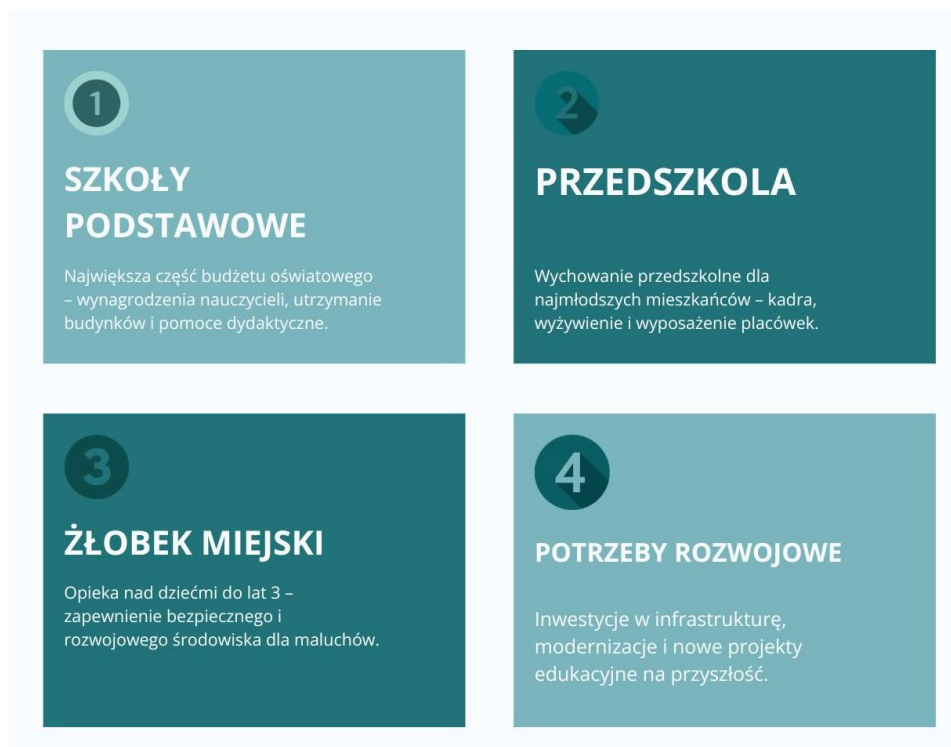 1
SZKOŁY
PODSTAWOWE
Największa część budżetu oświatowego
– wynagrodzenia nauczycieli, utrzymanie
budynków i pomoce dydaktyczne.
2
PRZEDSZKOLA
Wychowanie przedszkolne dla
najmłodszych mieszkańców – kadra,
wyżywienie i wyposażenie placówek.
3
ŻŁOBEK MIEJSKI
Opieka nad dziećmi do lat 3 –
zapewnienie bezpiecznego i
rozwojowego środowiska dla maluchów.
4
POTRZEBY ROZWOJOWE
Inwestycje w infrastrukturę,
modernizacje i nowe projekty
edukacyjne na przyszłość.